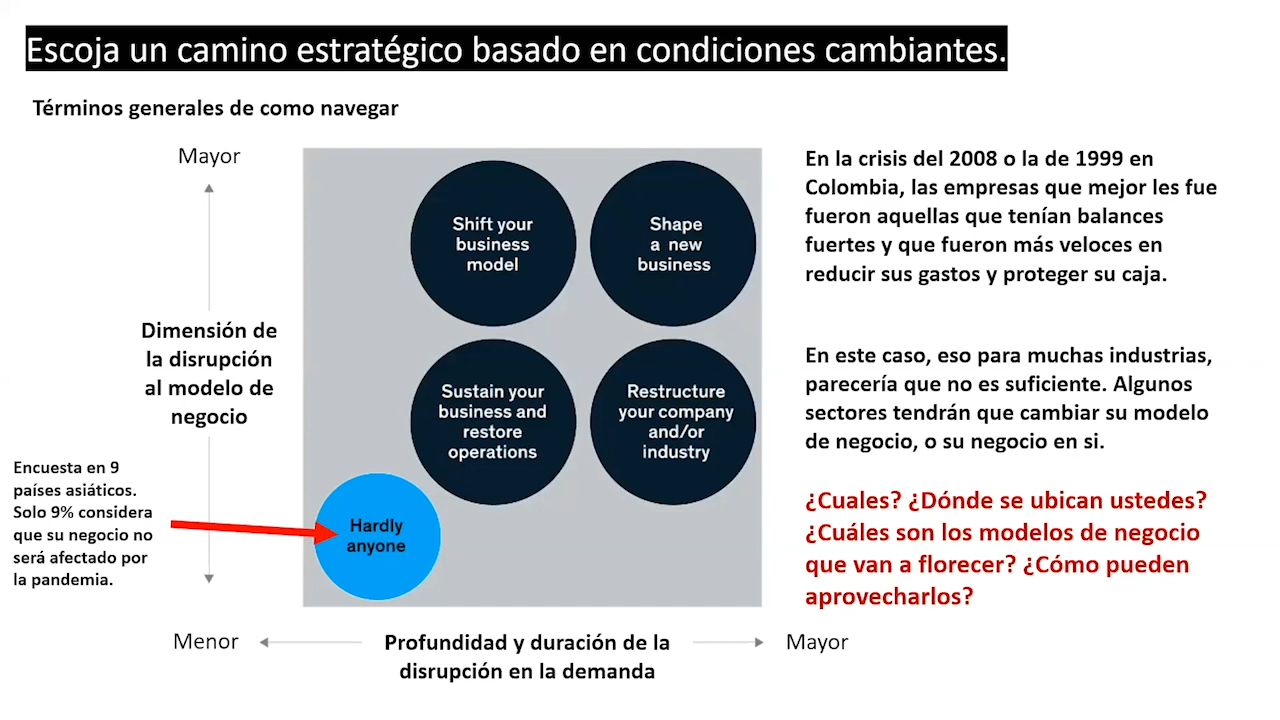 Escoja un camino estratégico basado en condiciones cambiantes.
Términos generales de como navegar
Mayor
Dimensión de
la disrupción
al modelo de
negocio
Encuesta en 9
países asiáticos.
Solo 9% considera
que su negocio no
será afectado por
la pandemia.
Shift your
business
model
Shape
a new
business
Sustain your
business and
restore
operations
Restructure
your company
and/or
industry
Hardly
anyone
Menor
Profundidad y duración de la
disrupción en la demanda
Mayor
En la crisis del 2008 o la de 1999 en
Colombia, las empresas que mejor les fue
fueron aquellas que tenían balances
fuertes y que fueron más veloces en
reducir sus gastos y proteger su caja.
En este caso, eso para muchas industrias,
parecería que no es suficiente. Algunos
sectores tendrán que cambiar su modelo
de negocio, o su negocio en si.
¿Cuales? ¿Dónde se ubican ustedes?
¿Cuáles son los modelos de negocio
que van a florecer? ¿Cómo pueden
aprovecharlos?